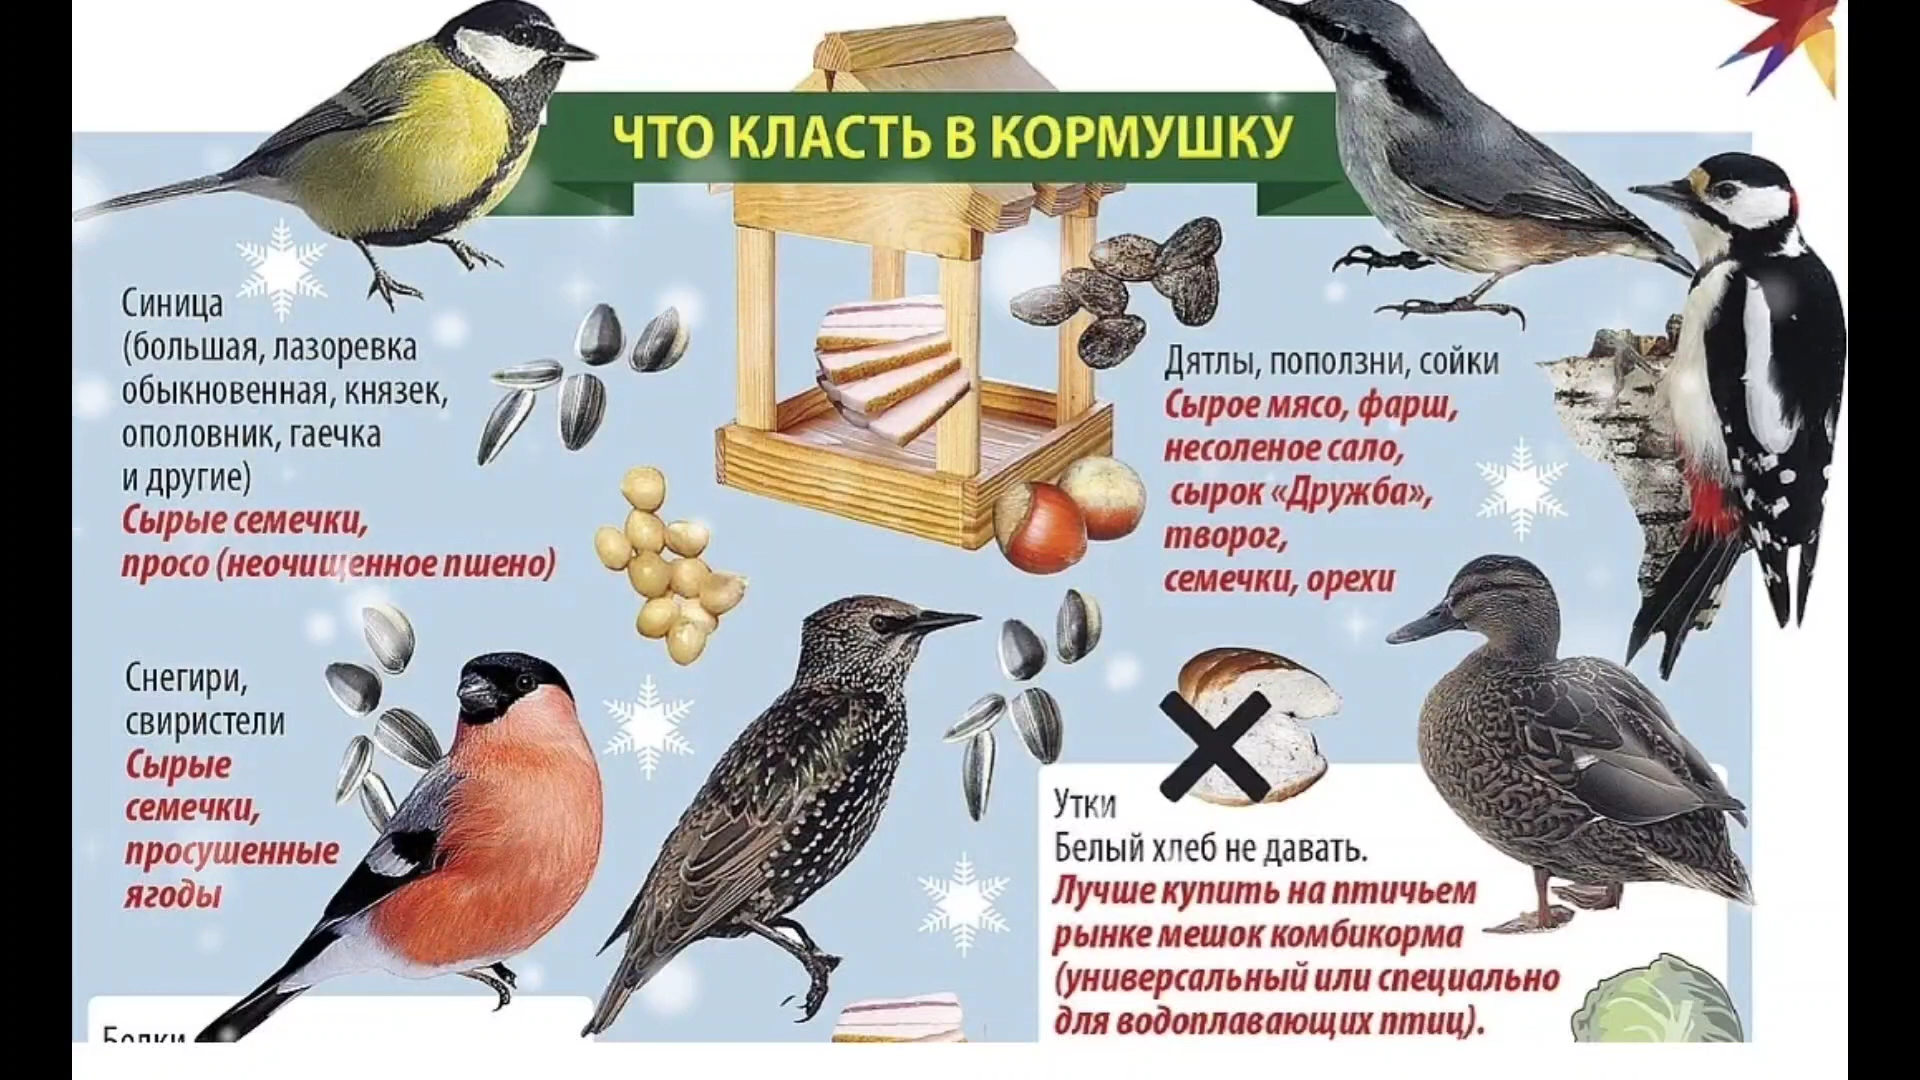 ЧТО КЛАСТЬ В КОРМУШКУ
Синица
(большая, лазоревка
обыкновенная, князек,
ополовник, гаечка
и другие)
Сырые семечки,
просо (неочищенное пшено)
Дятлы, поползни, сойки
Сырое мясо, фарш,
несоленое сало,
сырок «Дружба»,
творог,
семечки, орехи
Снегири,
свиристели
Сырые
семечки,
просушенные
ягоды
Утки
Белый хлеб не давать.
Лучше купить на птичьем
рынке мешок комбикорма
(универсальный или специально
для водоплавающих птиц).
Белки